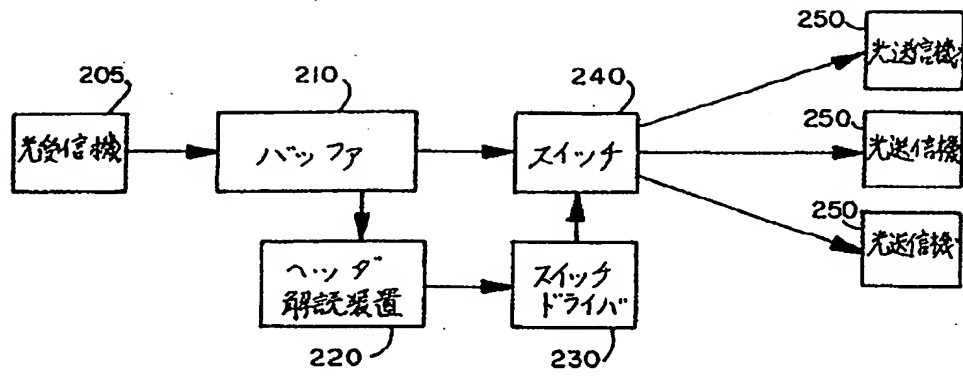 250
光送信機
205
210
240
250
光受信機
バッファ
スイッチ
光送信機
250
光送信機
ヘッダ
解読装置
スイッチ
ドライバ
220
230